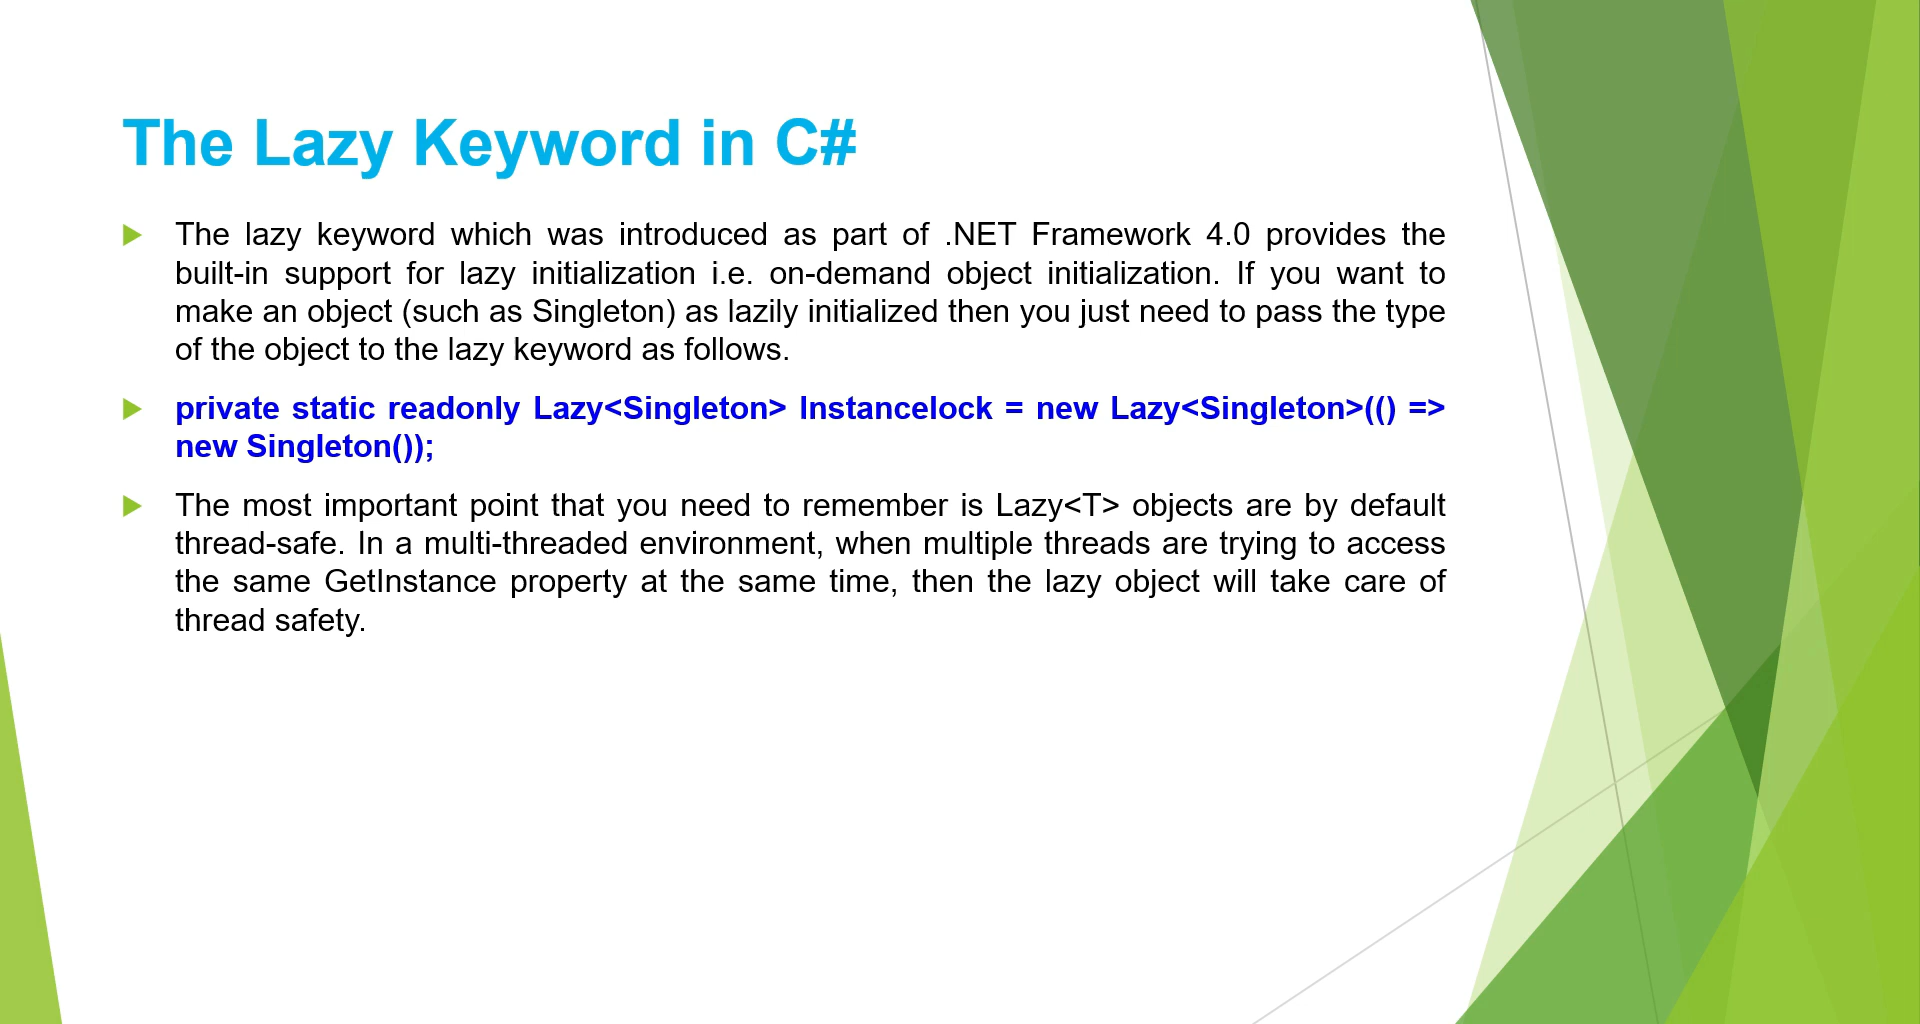 The Lazy Keyword in C#
The lazy keyword which was introduced as part of .NET Framework 4.0 provides the
built-in support for lazy initialization i.e. on-demand object initialization. If you want to
make an object (such as Singleton) as lazily initialized then you just need to pass the type
of the object to the lazy keyword as follows.
private static readonly Lazy<Singleton> Instancelock = new Lazy<Singleton>(() =>
new Singleton());
The most important point that you need to remember is Lazy<T> objects are by default
thread-safe. In a multi-threaded environment, when multiple threads are trying to access
the same GetInstance property at the same time, then the lazy object will take care of
thread safety.